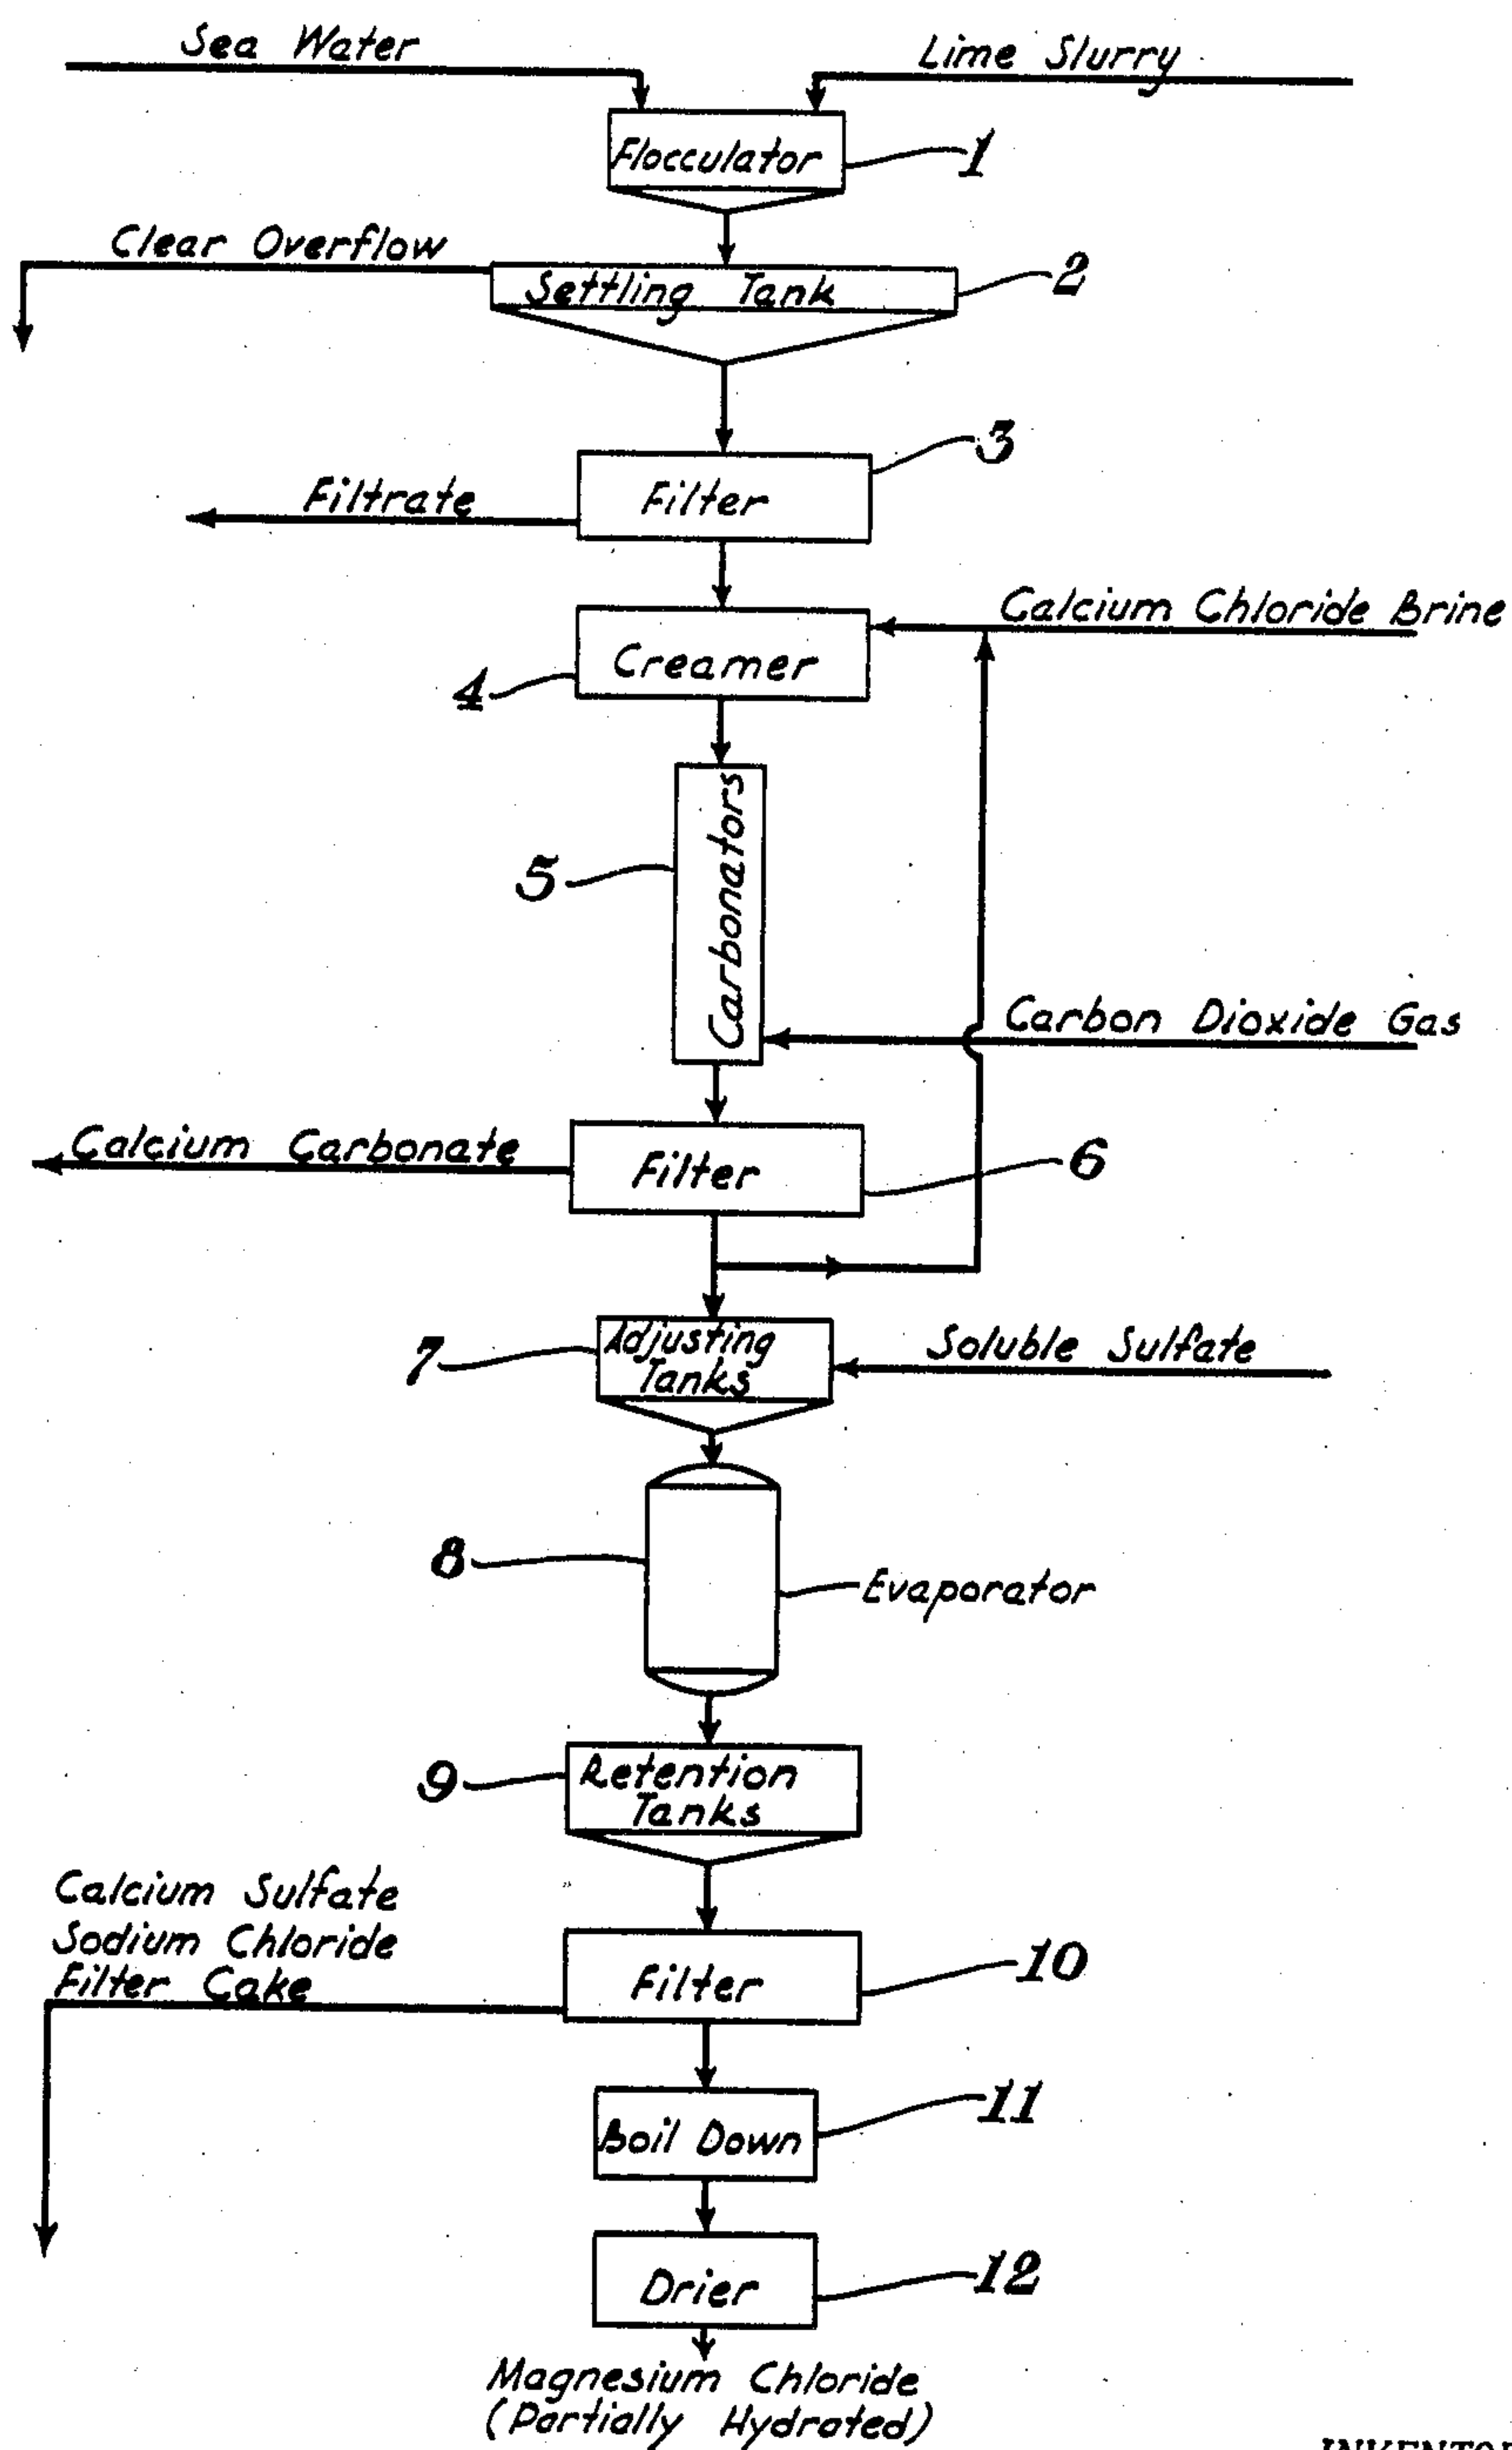 Sea Water
Lime Slurry
Flocculator
1
Clear Overflow
Settling Tank
2
3
Filtrate
Filter
Calcium Chloride Brine
Creamer
4
Carbonators
5
Carbon Dioxide Gas
Calcium Carbonate
Filter
6
Adjusting
Tanks
7
Soluble Sulfate
8
Evaporator
Retention
Tanks
9
Calcium Sulfate
Sodium Chloride
Filter Cake
Filter
10
11
Boil Down
Drier
12
Magnesium Chloride
(Partially Hydrated)